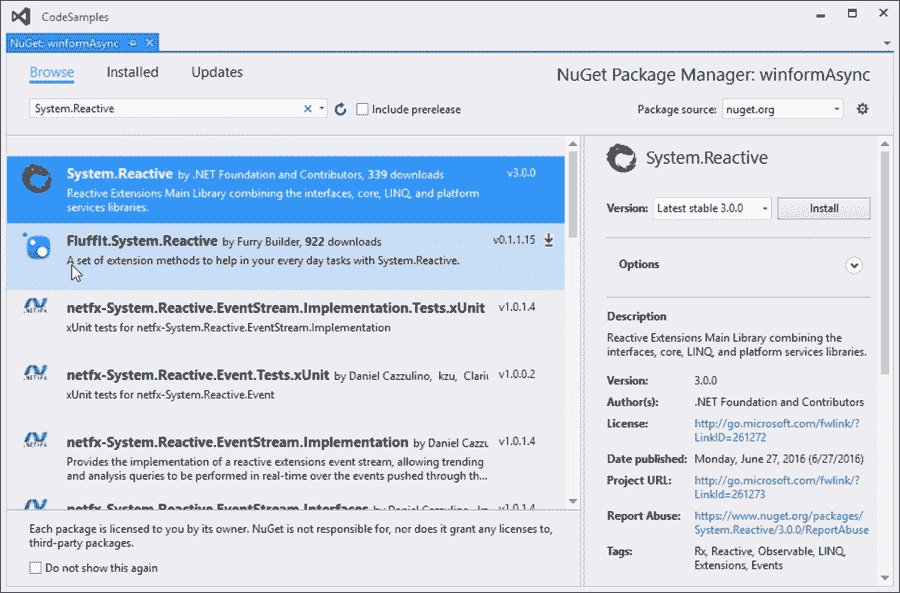 CodeSamples
NuGet: winformAsync
Browse Installed Updates
NuGet Package Manager: winformAsync
System.Reactive
Include prerelease
Package source: nuget.org
System.Reactive by .NET Foundation and Contributors, 339 downloads v3.0.0
Reactive Extensions Main Library combining the interfaces, core, LINQ, and platform
services libraries.
FluffIt.System.Reactive by Furry Builder, 922 downloads v0.1.1.15
A set of extension methods to help in your every day tasks with System.Reactive.
.NETFX
netfx-System.Reactive.EventStream.Implementation.Tests.xUnit v1.0.1.4
xUnit tests for netfx-System.Reactive.EventStream.Implementation
.NETFX
netfx-System.Reactive.Event.Tests.xUnit by Daniel Cazzulino, kzu, Clarin v1.0.0.2
xUnit tests for netfx-System.Reactive.Event
.NETFX
netfx-System.Reactive.EventStream.Implementation by Daniel Cazzu v1.0.1.4
Provides the implementation of a reactive extensions event stream, allowing trending
and analysis queries to be performed in real-time over the events pushed through th...
netfx-System.Reactive.EventStream.Interfaces by Daniel Cazzulino v1.0.1.4
Each package is licensed to you by its owner. NuGet is not responsible for, nor does it grant any licenses to,
third-party packages.
Do not show this again
System.Reactive
Version: Latest stable 3.0.0 Install
Options
Description
Reactive Extensions Main Library combining the
interfaces, core, LINQ, and platform services libraries.
Version: 3.0.0
Author(s): .NET Foundation and Contributors
License: http://go.microsoft.com/fwlink/?
LinkID=261272
Date published: Monday, June 27, 2016 (6/27/2016)
Project URL: http://go.microsoft.com/fwlink/?
LinkId=261273
Report Abuse: https://www.nuget.org/packages/
System.Reactive/3.0.0/ReportAbuse
Tags: Rx, Reactive, Observable, LINQ,
Extensions, Events